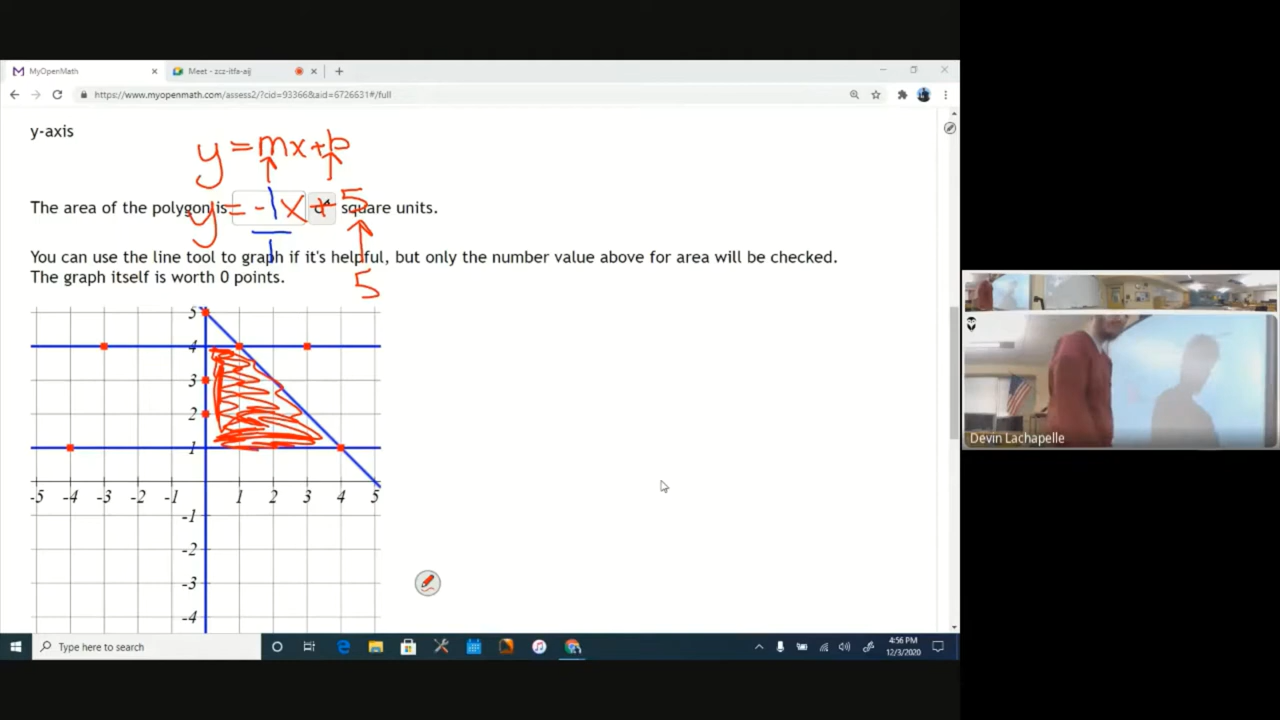 MyOpenMath
Meet - zcz-itfa-aij
https://www.myopenmath.com/assess2/?cid=93366&aid=6726631#/full
y-axis
y = mx + b
The area of the polygon is square units.
y = -1x + 5
1
You can use the line tool to graph if it's helpful, but only the number value above for area will be checked.
The graph itself is worth 0 points.
5
5
4
3
2
1
-5 -4 -3 -2 -1 1 2 3 4 5
-1
-2
-3
-4
Devin Lachapelle
Type here to search
4:56 PM
12/3/2020